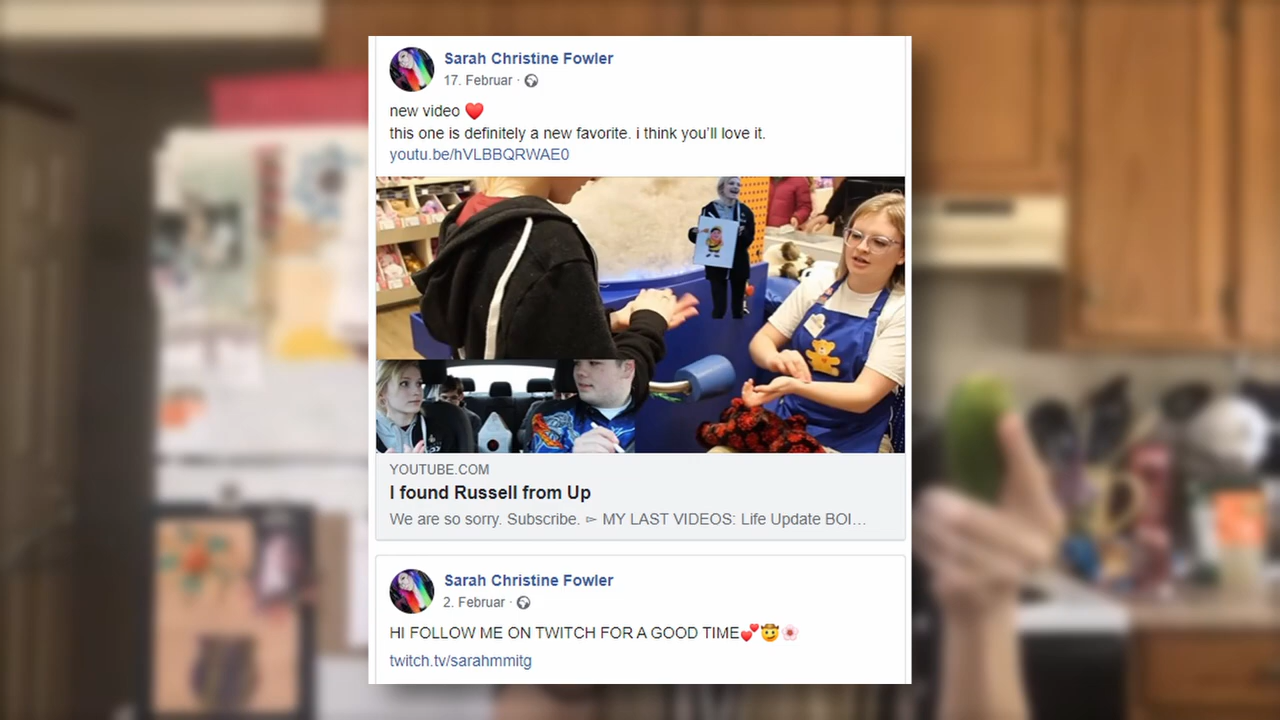 Sarah Christine Fowler
17. Februar ·
new video ❤️
this one is definitely a new favorite. i think you'll love it.
youtu.be/hVLBBQRWAE0
YOUTUBE.COM
I found Russell from Up
We are so sorry. Subscribe. ▻ MY LAST VIDEOS: Life Update BOI…
Sarah Christine Fowler
2. Februar ·
HI FOLLOW ME ON TWITCH FOR A GOOD TIME💕🤠🌸
twitch.tv/sarahmmitg